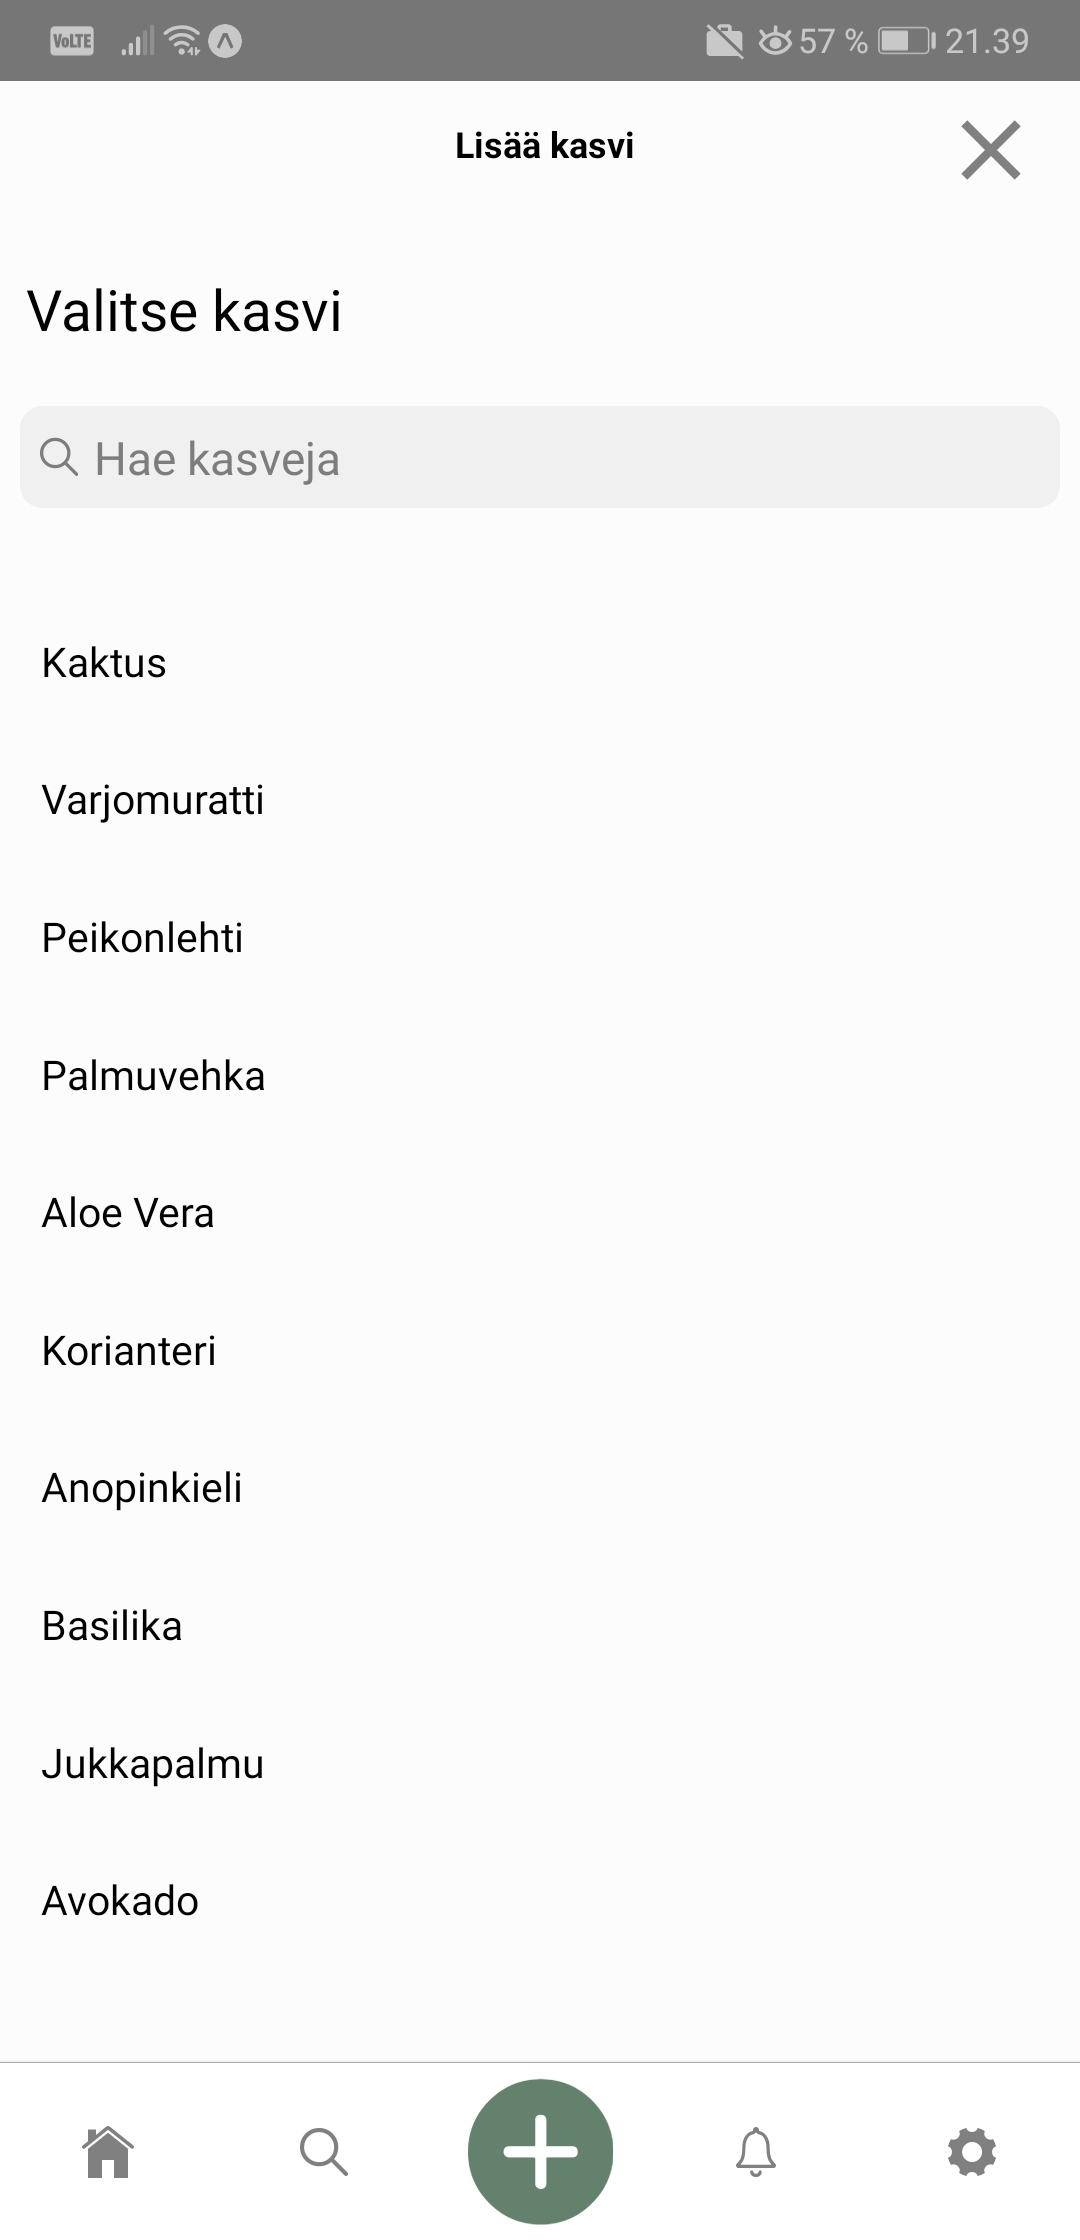 VoLTE 57 % 21.39
Lisää kasvi
Valitse kasvi
Hae kasveja
Kaktus
Varjomuratti
Peikonlehti
Palmuvehka
Aloe Vera
Korianteri
Anopinkieli
Basilika
Jukkapalmu
Avokado